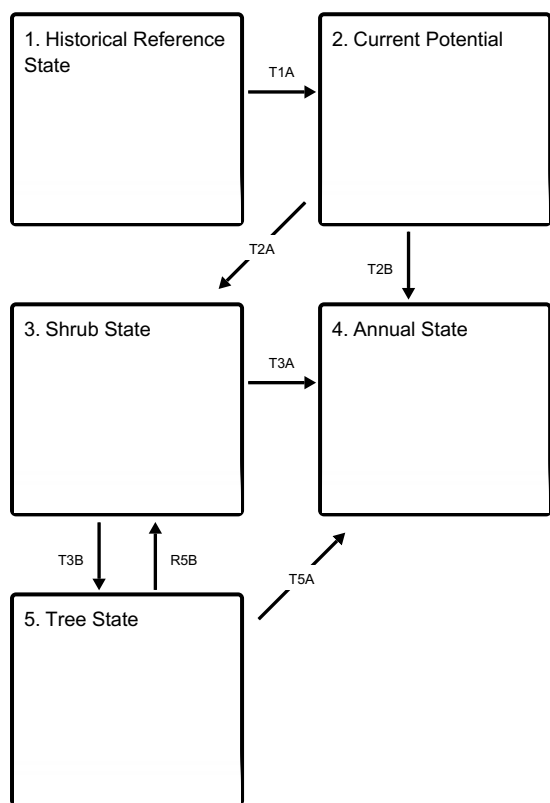 1. Historical Reference
State
2. Current Potential
T1A
T2A
T2B
3. Shrub State
4. Annual State
T3A
T3B
R5B
T5A
5. Tree State